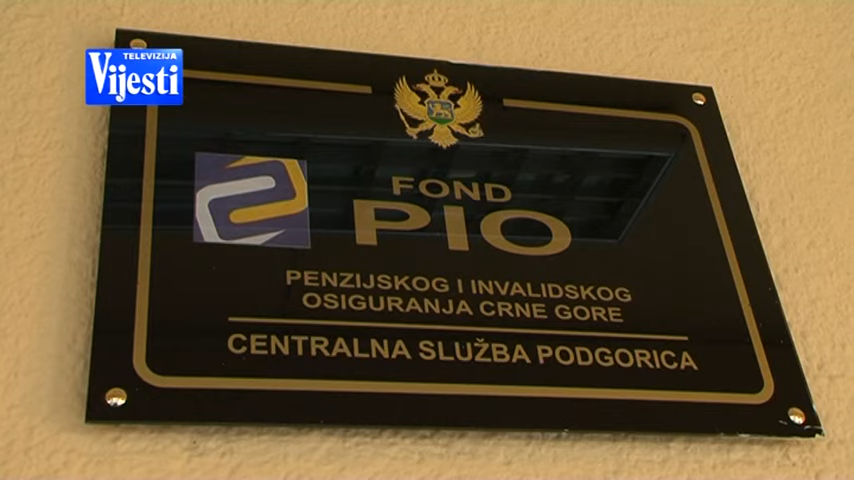 TELEVIZIJA
Vijesti
FOND
PIO
PENZIJSKOG I INVALIDSKOG
OSIGURANJA CRNE GORE
CENTRALNA SLUŽBA PODGORICA